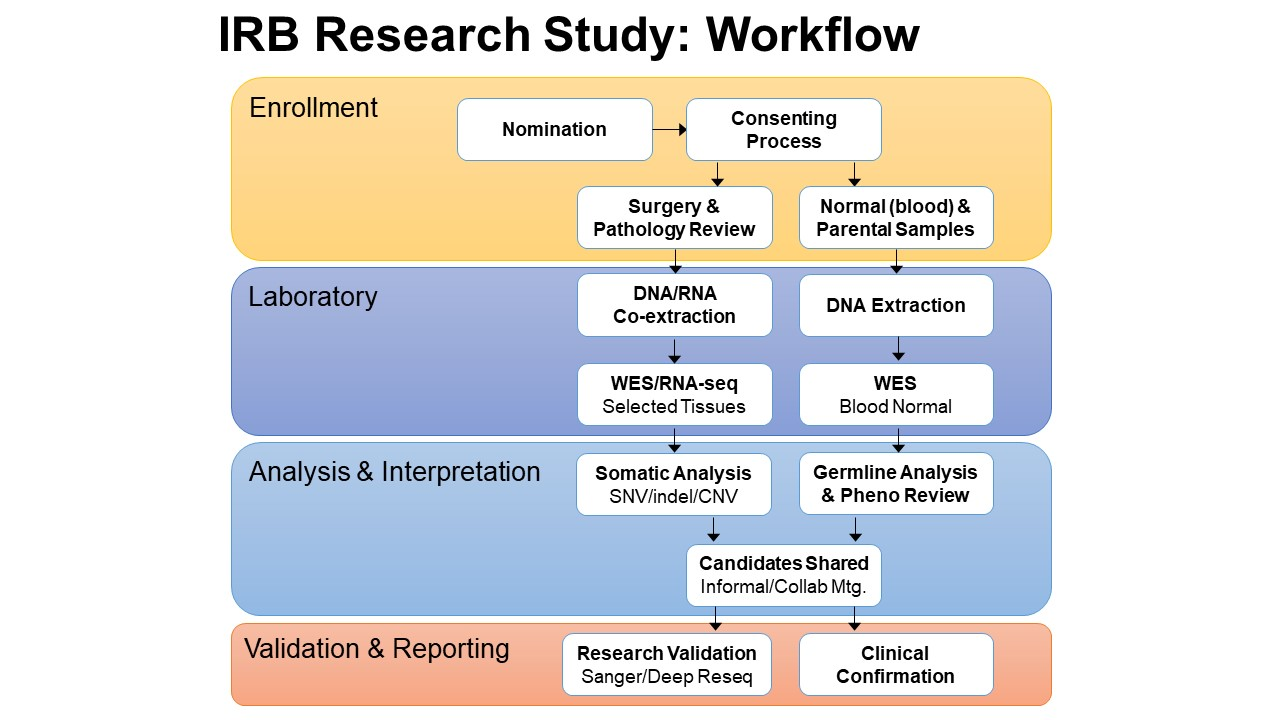 IRB Research Study: Workflow
Enrollment
Nomination
Consenting
Process
Surgery &
Pathology Review
Normal (blood) &
Parental Samples
Laboratory
DNA/RNA
Co-extraction
DNA Extraction
WES/RNA-seq
Selected Tissues
WES
Blood Normal
Analysis & Interpretation
Somatic Analysis
SNV/indel/CNV
Germline Analysis
& Pheno Review
Candidates Shared
Informal/Collab Mtg.
Validation & Reporting
Research Validation
Sanger/Deep Reseq
Clinical
Confirmation